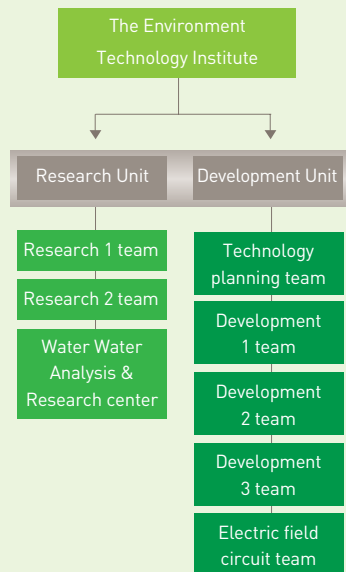 The Environment
Technology Institute
Research Unit
Development Unit
Research 1 team
Research 2 team
Water Water
Analysis &
Research center
Technology
planning team
Development
1 team
Development
2 team
Development
3 team
Electric field
circuit team